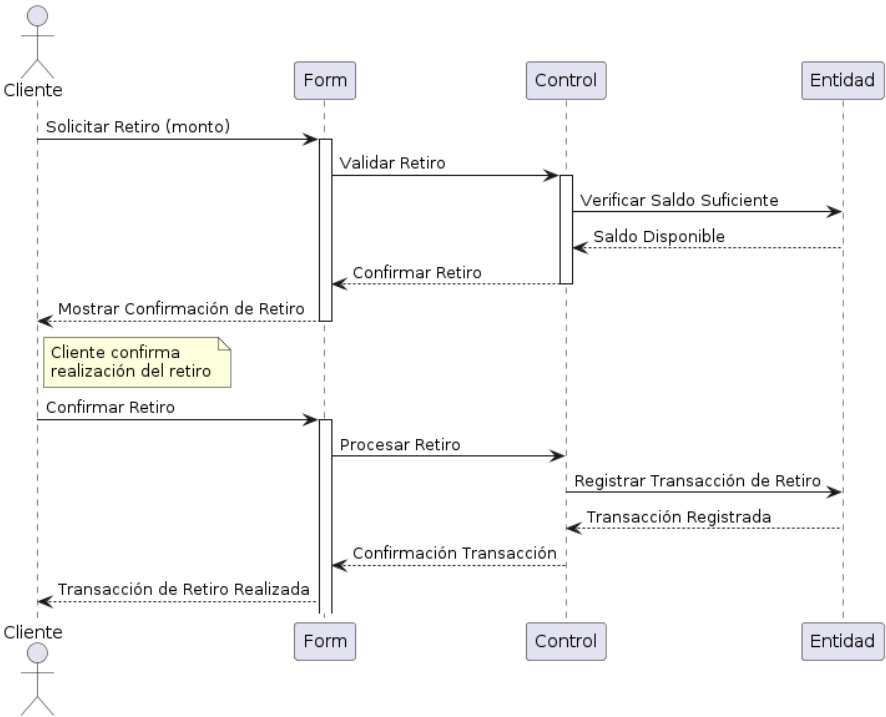 Cliente
Form
Control
Entidad
Solicitar Retiro (monto)
Validar Retiro
Verificar Saldo Suficiente
Saldo Disponible
Confirmar Retiro
Mostrar Confirmación de Retiro
Cliente confirma
realización del retiro
Confirmar Retiro
Procesar Retiro
Registrar Transacción de Retiro
Transacción Registrada
Confirmación Transacción
Transacción de Retiro Realizada
Cliente
Form
Control
Entidad